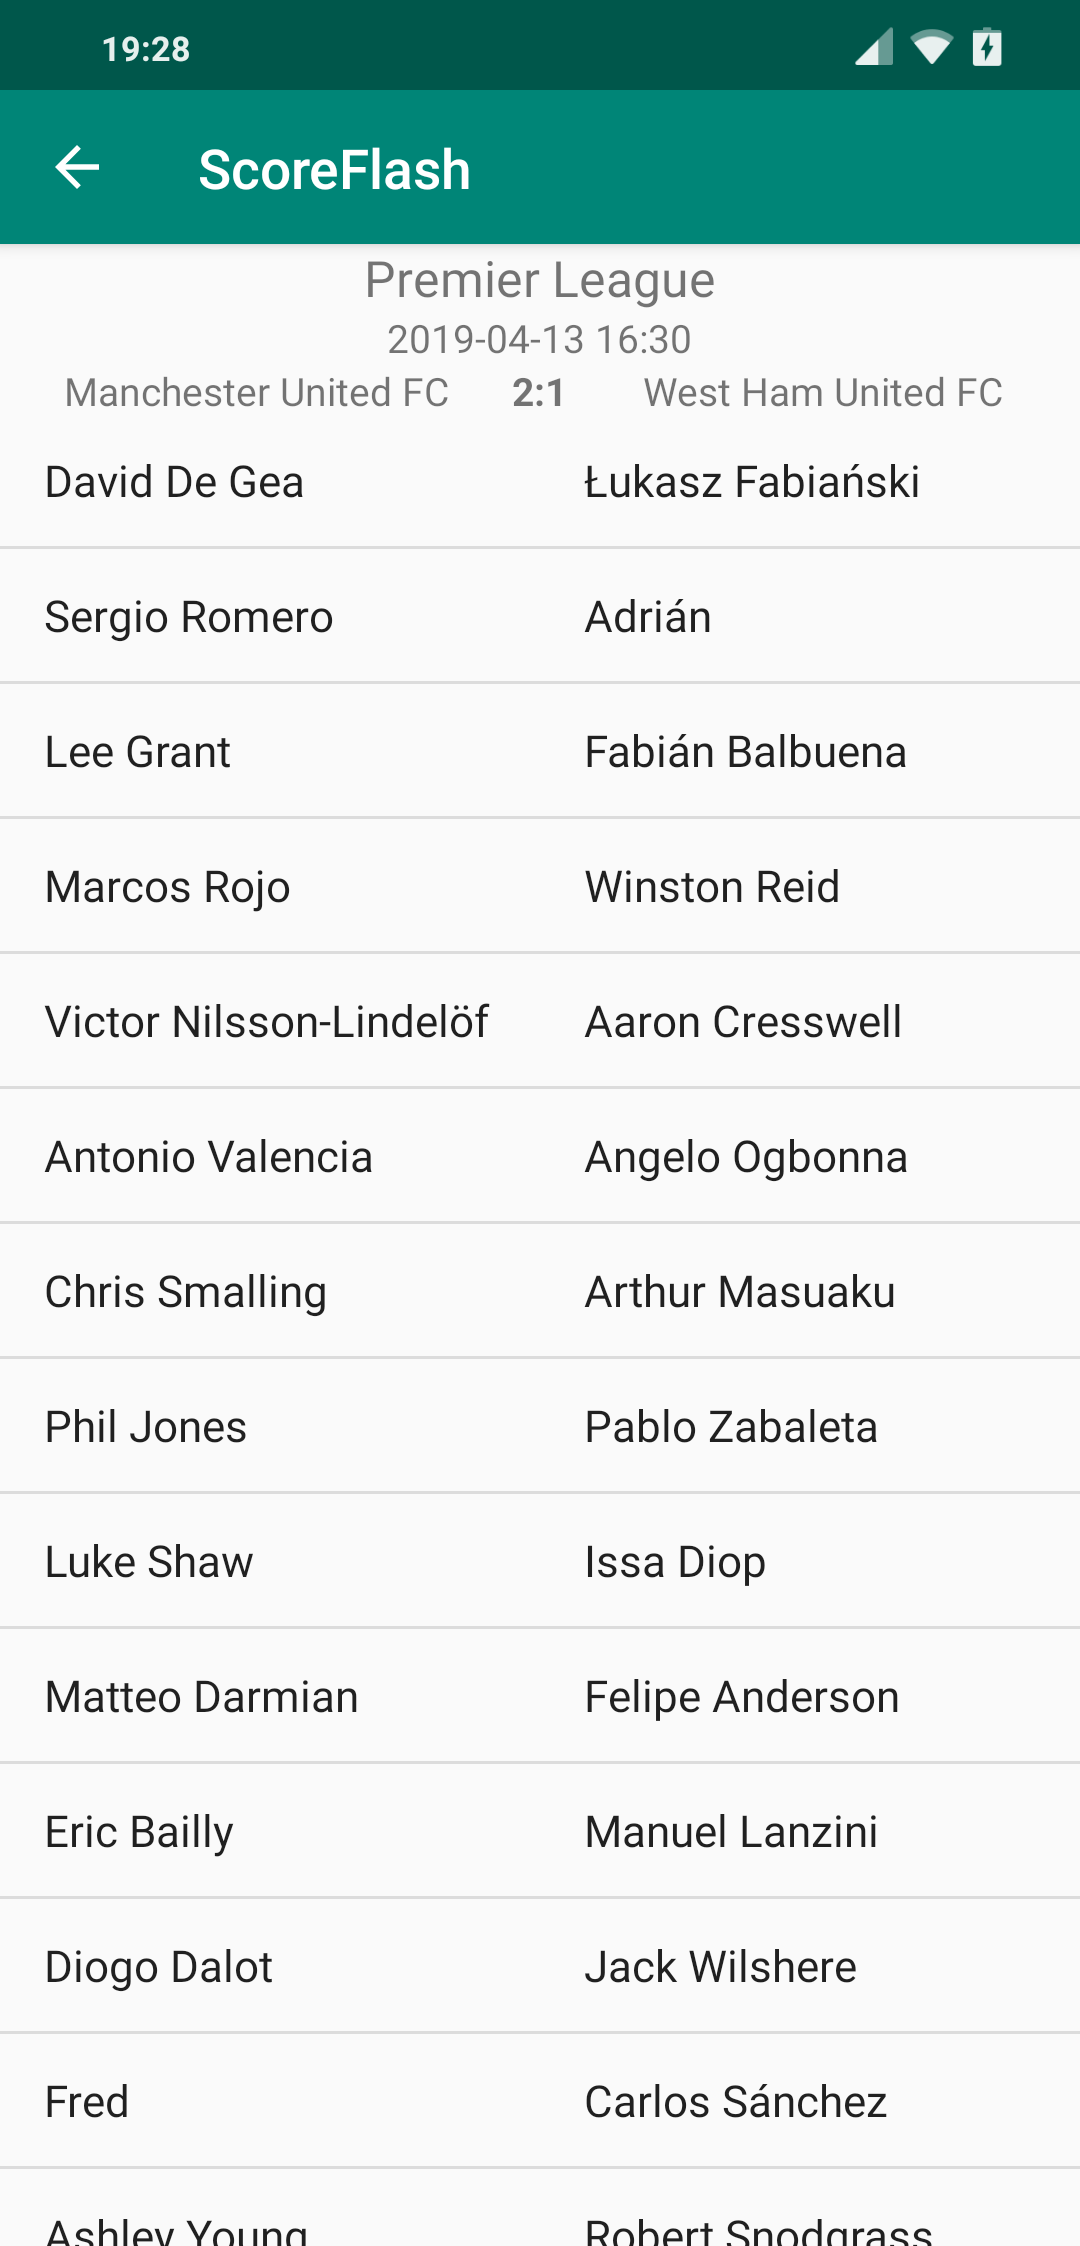 19:28
ScoreFlash
Premier League
2019-04-13 16:30
Manchester United FC 2:1 West Ham United FC
David De Gea Łukasz Fabiański
Sergio Romero Adrián
Lee Grant Fabián Balbuena
Marcos Rojo Winston Reid
Victor Nilsson-Lindelöf Aaron Cresswell
Antonio Valencia Angelo Ogbonna
Chris Smalling Arthur Masuaku
Phil Jones Pablo Zabaleta
Luke Shaw Issa Diop
Matteo Darmian Felipe Anderson
Eric Bailly Manuel Lanzini
Diogo Dalot Jack Wilshere
Fred Carlos Sánchez
Ashley Young Robert Snodgrass